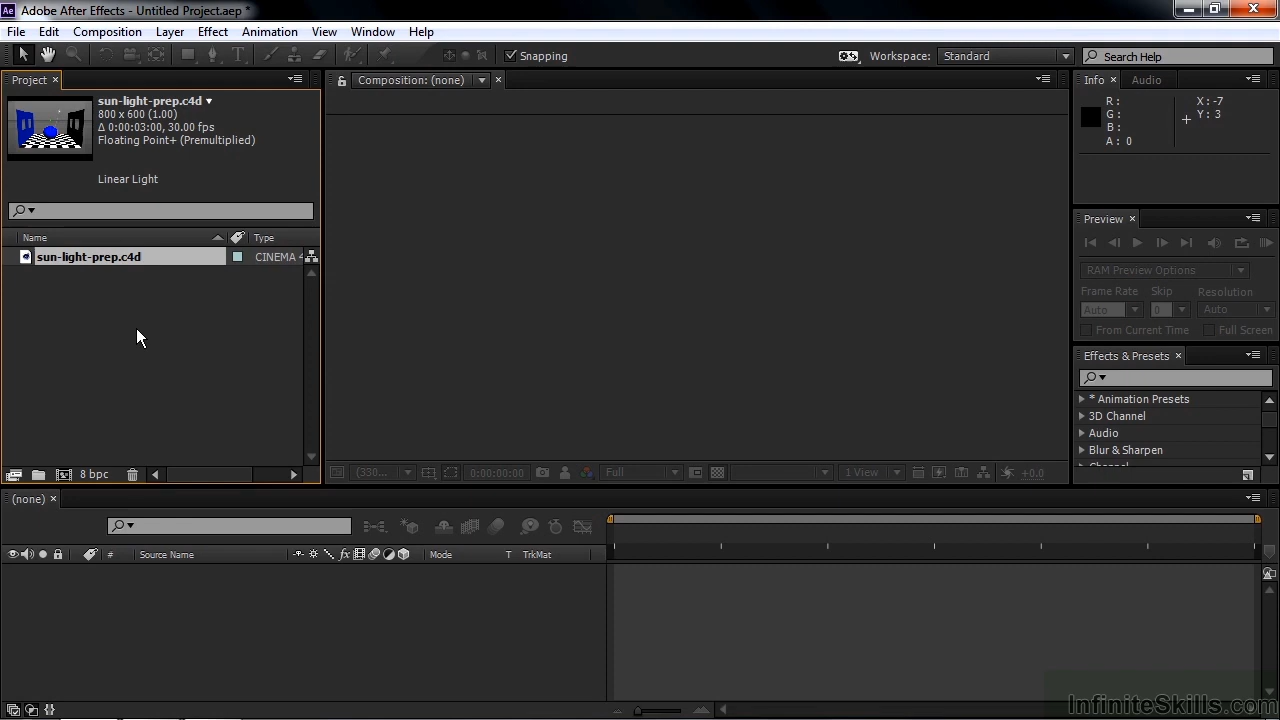 Adobe After Effects - Untitled Project.aep *
File Edit Composition Layer Effect Animation View Window Help
Snapping Workspace: Standard Search Help
Project
sun-light-prep.c4d
800 x 600 (1.00)
Δ 0:00:03:00, 30.00 fps
Floating Point+ (Premultiplied)
Linear Light
Name Type
sun-light-prep.c4d CINEMA 4
8 bpc
Composition: (none)
(330... 0:00:00:00 Full 1 View +0.0
Info Audio
R : X : -7
G : Y : 3
B :
A : 0
Preview
RAM Preview Options
Frame Rate Skip Resolution
Auto 0 Auto
From Current Time Full Screen
Effects & Presets
* Animation Presets
3D Channel
Audio
Blur & Sharpen
Channel
(none)
# Source Name fx Mode T TrkMat
InfiniteSkills.com